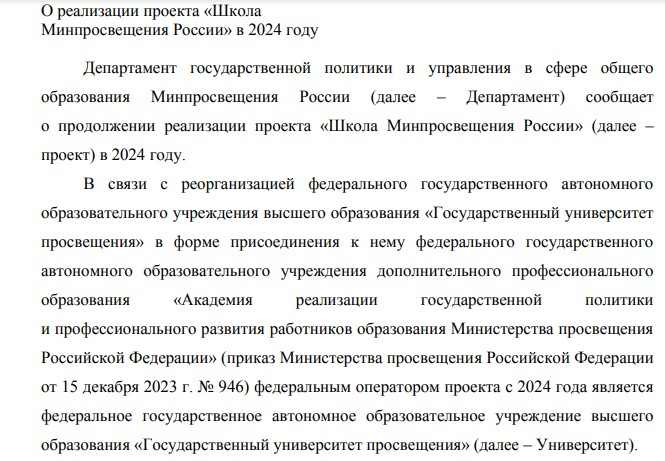 О реализации проекта «Школа
Минпросвещения России» в 2024 году
Департамент государственной политики и управления в сфере общего
образования Минпросвещения России (далее – Департамент) сообщает
о продолжении реализации проекта «Школа Минпросвещения России» (далее –
проект) в 2024 году.
В связи с реорганизацией федерального государственного автономного
образовательного учреждения высшего образования «Государственный университет
просвещения» в форме присоединения к нему федерального государственного
автономного образовательного учреждения дополнительного профессионального
образования «Академия реализации государственной политики
и профессионального развития работников образования Министерства просвещения
Российской Федерации» (приказ Министерства просвещения Российской Федерации
от 15 декабря 2023 г. № 946) федеральным оператором проекта с 2024 года является
федеральное государственное автономное образовательное учреждение высшего
образования «Государственный университет просвещения» (далее – Университет).